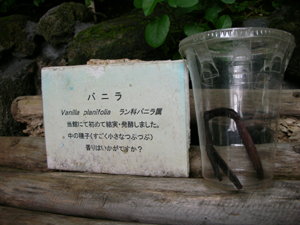 バニラ
Vanilla planifolia ラン科バニラ属
当館にて初めて結実・発酵しました。
中の種子(すごく小さなつぶつぶ)
香りはいかがですか？